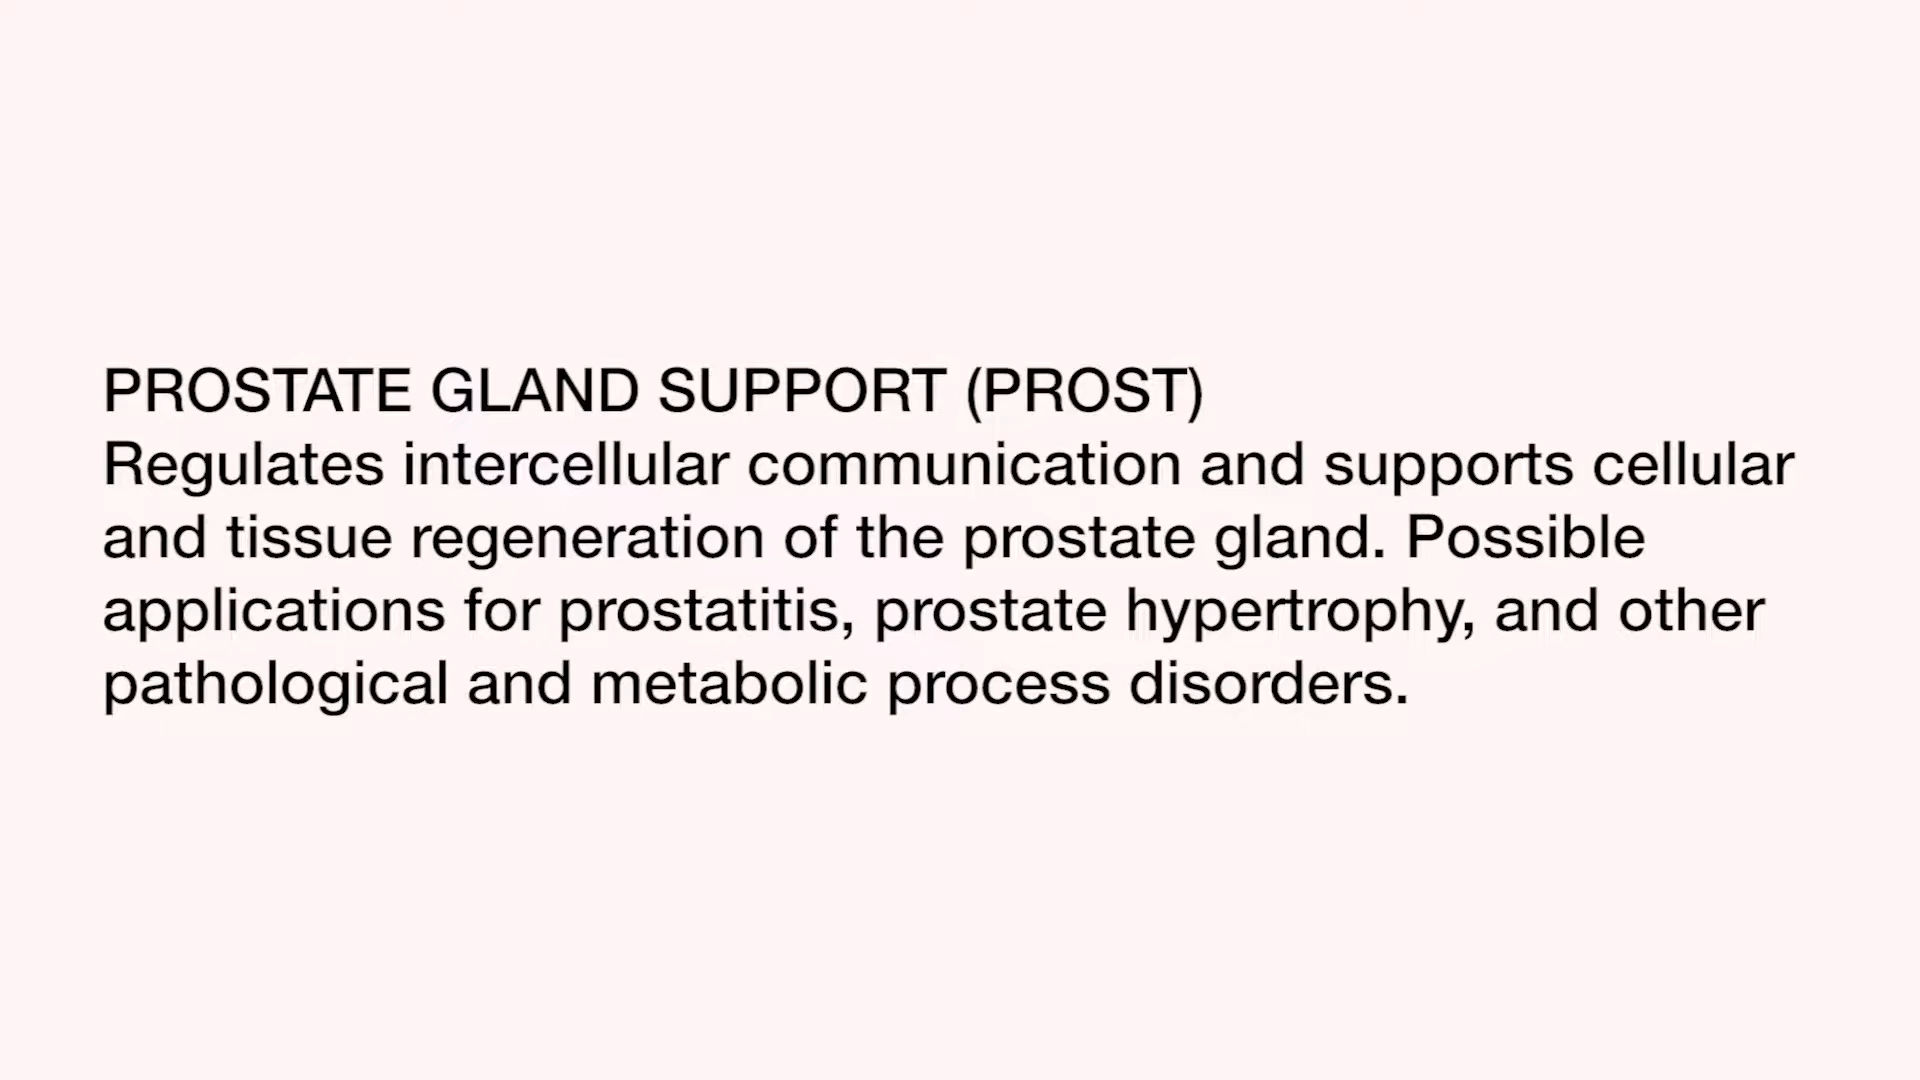 PROSTATE GLAND SUPPORT (PROST)
Regulates intercellular communication and supports cellular
and tissue regeneration of the prostate gland. Possible
applications for prostatitis, prostate hypertrophy, and other
pathological and metabolic process disorders.